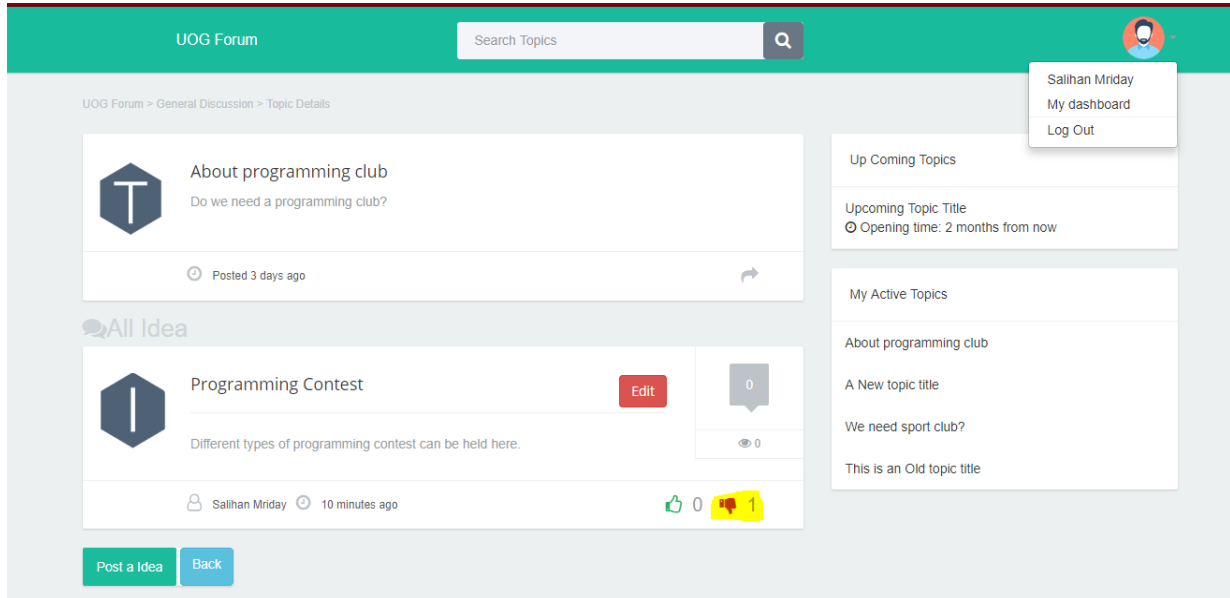 UOG Forum
Search Topics
Salihan Mriday
My dashboard
Log Out
UOG Forum > General Discussion > Topic Details
T
About programming club
Do we need a programming club?
Posted 3 days ago
All Idea
I
Programming Contest
Edit
0
Different types of programming contest can be held here.
0
Salihan Mriday 10 minutes ago
0 1
Post a Idea
Back
Up Coming Topics
Upcoming Topic Title
Opening time: 2 months from now
My Active Topics
About programming club
A New topic title
We need sport club?
This is an Old topic title